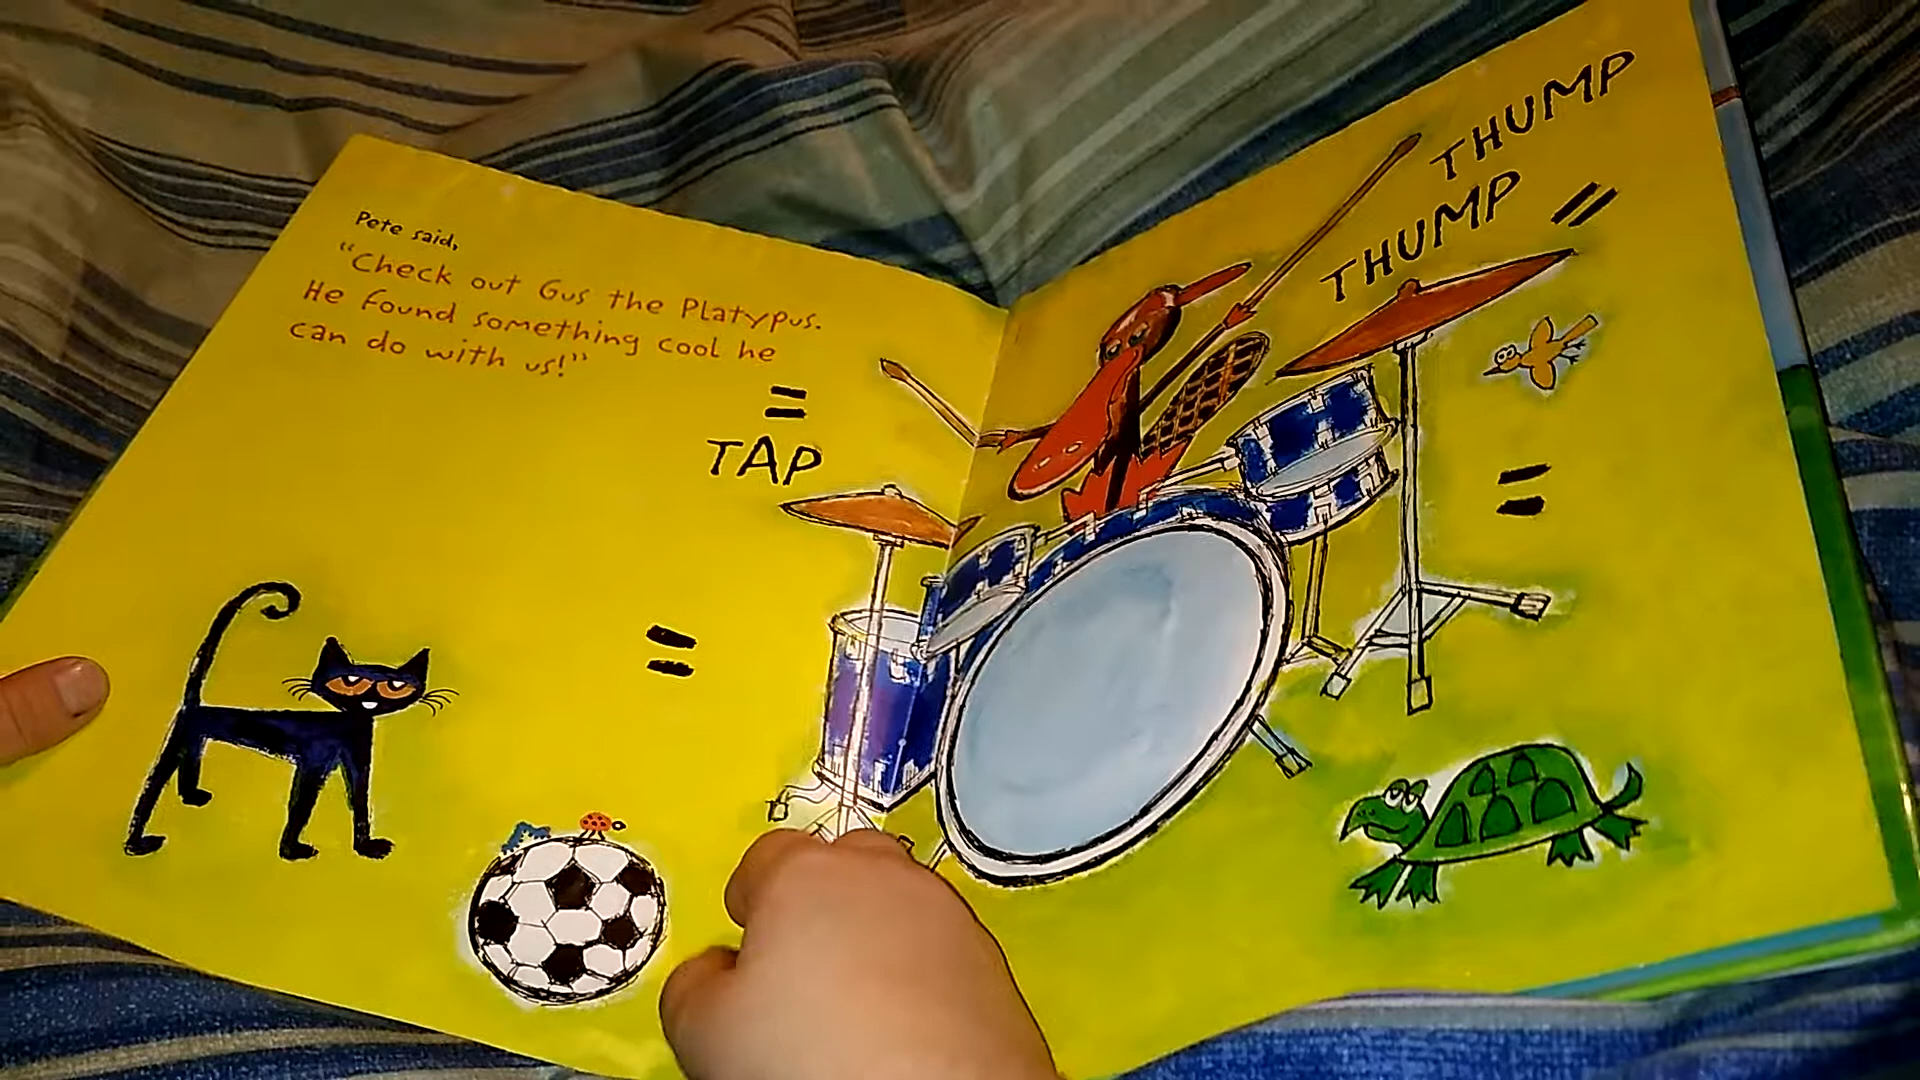 Pete said,
“Check out Gus the Platypus.
He found something cool he
can do with us!”
TAP
THUMP
THUMP